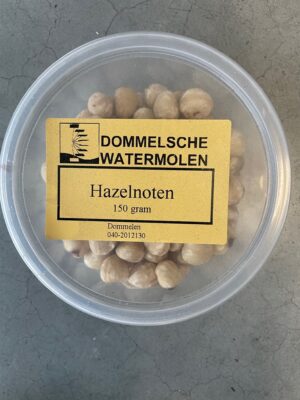 DOMMELSCHE
WATERMOLEN
Hazelnoten
150 gram
Dommelen
040-2012130